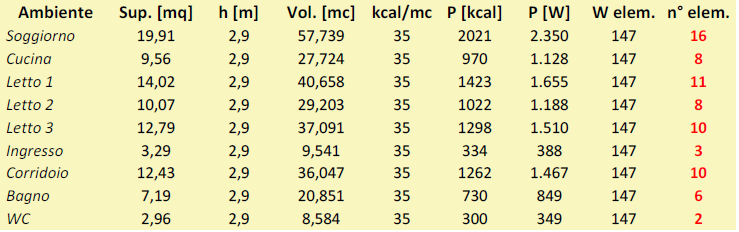 Ambiente Sup. [mq] h [m] Vol. [mc] kcal/mc P [kcal] P [W] W elem. n° elem.
Soggiorno 19,91 2,9 57,739 35 2021 2.350 147 16
Cucina 9,56 2,9 27,724 35 970 1.128 147 8
Letto 1 14,02 2,9 40,658 35 1423 1.655 147 11
Letto 2 10,07 2,9 29,203 35 1022 1.188 147 8
Letto 3 12,79 2,9 37,091 35 1298 1.510 147 10
Ingresso 3,29 2,9 9,541 35 334 388 147 3
Corridoio 12,43 2,9 36,047 35 1262 1.467 147 10
Bagno 7,19 2,9 20,851 35 730 849 147 6
WC 2,96 2,9 8,584 35 300 349 147 2